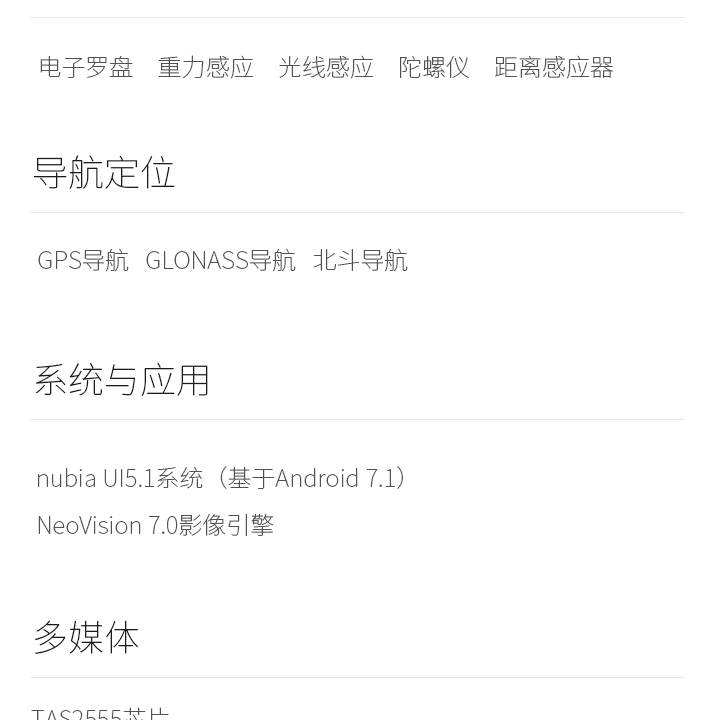 电子罗盘 重力感应 光线感应 陀螺仪 距离感应器
导航定位
GPS导航 GLONASS导航 北斗导航
系统与应用
nubia UI5.1系统（基于Android 7.1）
NeoVision 7.0影像引擎
多媒体
TAS2555芯片